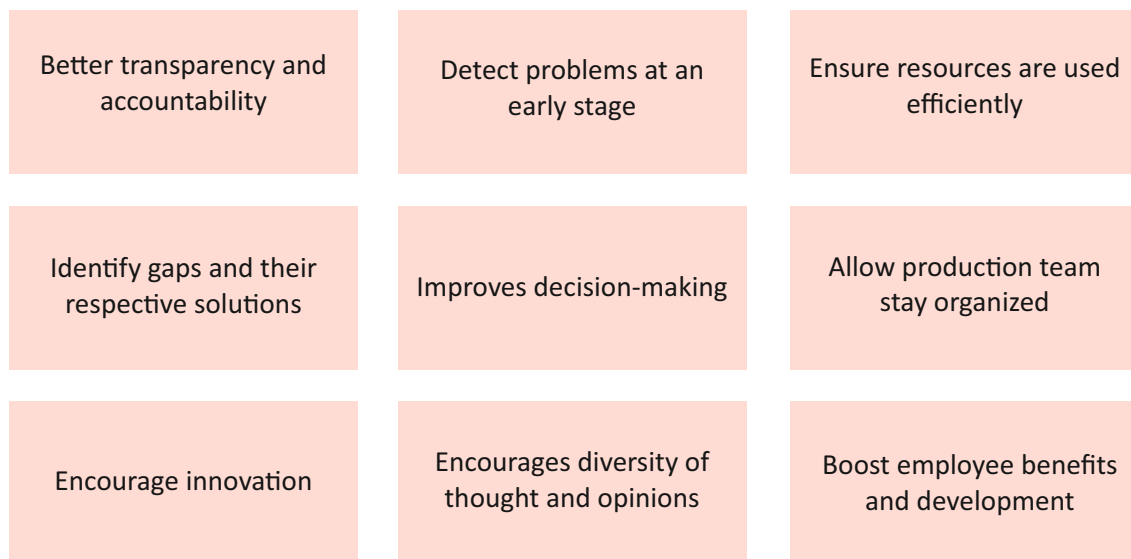 Better transparency and
accountability
Detect problems at an
early stage
Ensure resources are used
efficiently
Identify gaps and their
respective solutions
Improves decision-making
Allow production team
stay organized
Encourage innovation
Encourages diversity of
thought and opinions
Boost employee benefits
and development